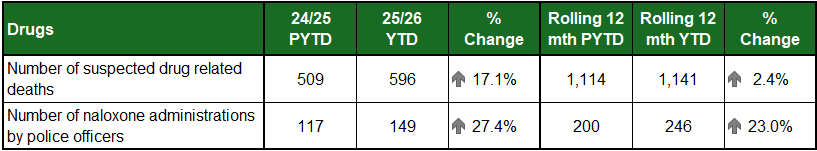 Drugs 24/25 PYTD 25/26 YTD % Change Rolling 12 mth PYTD Rolling 12 mth YTD % Change
Number of suspected drug related deaths 509 596 17.1% 1,114 1,141 2.4%
Number of naloxone administrations by police officers 117 149 27.4% 200 246 23.0%